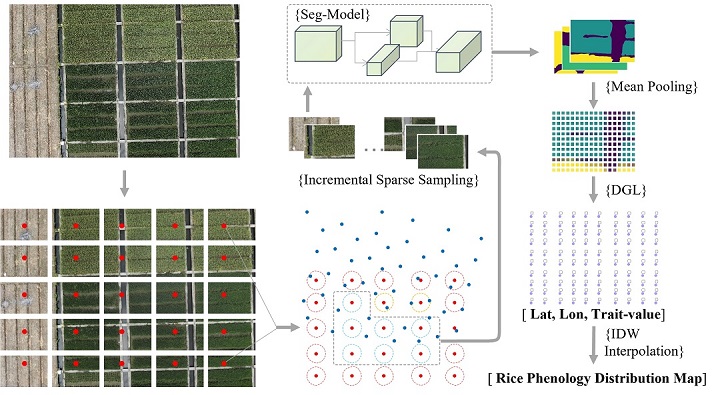 {Seg-Model}
{Mean Pooling}
{Incremental Sparse Sampling}
{DGL}
[ Lat, Lon, Trait-value]
{IDW
Interpolation}
[ Rice Phenology Distribution Map]